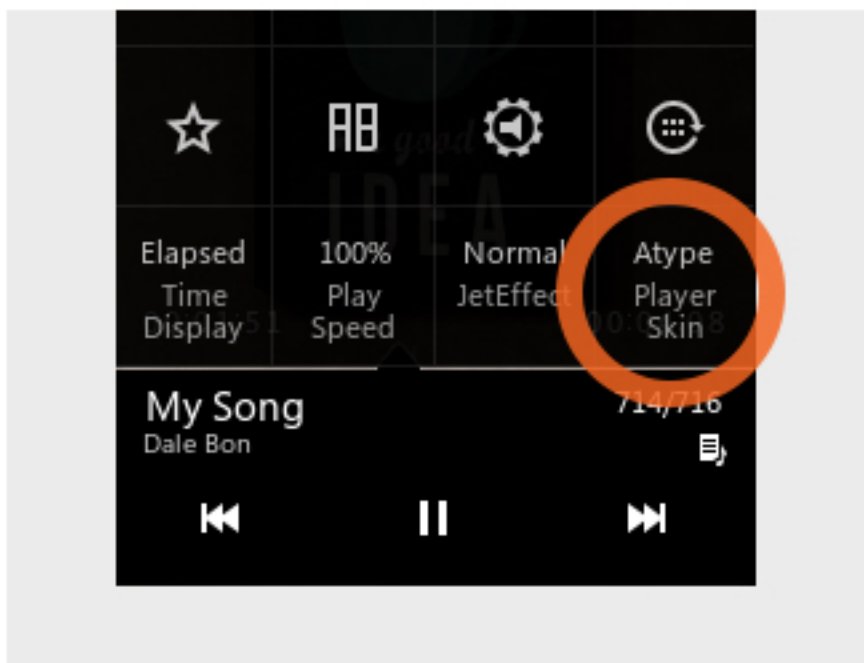 AB
good
IDEA
Elapsed
Time
Display
100%
Play
Speed
Normal
JetEffect
Atype
Player
Skin
My Song
714/716
Dale Bon